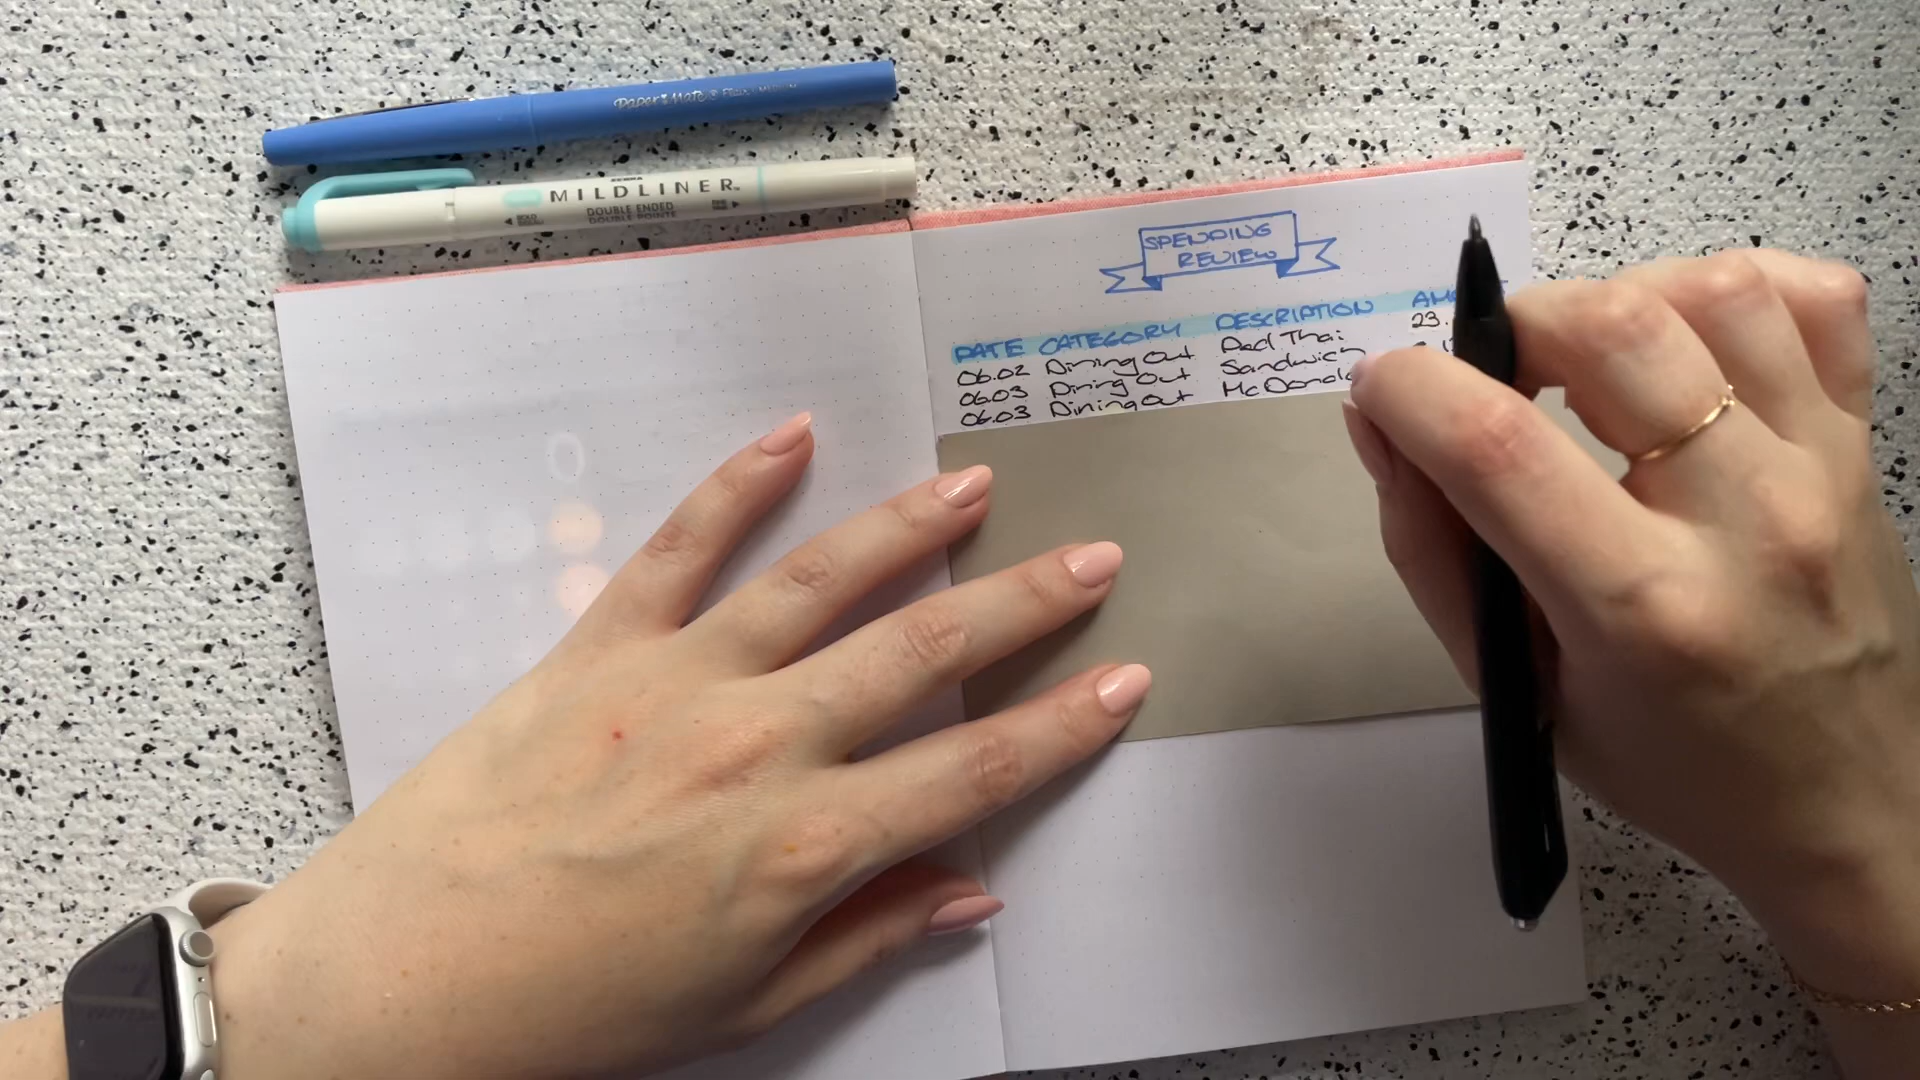 Paper Mate Flair MEDIUM
ZEBRA
MILDLINER
DOUBLE ENDED
DOUBLE POINTE
SPENDING
REVIEW
DATE CATEGORY DESCRIPTION
06.02 Dining Out Pad Thai 23.
06.03 Dining Out Sandwich
06.03 Dining Out